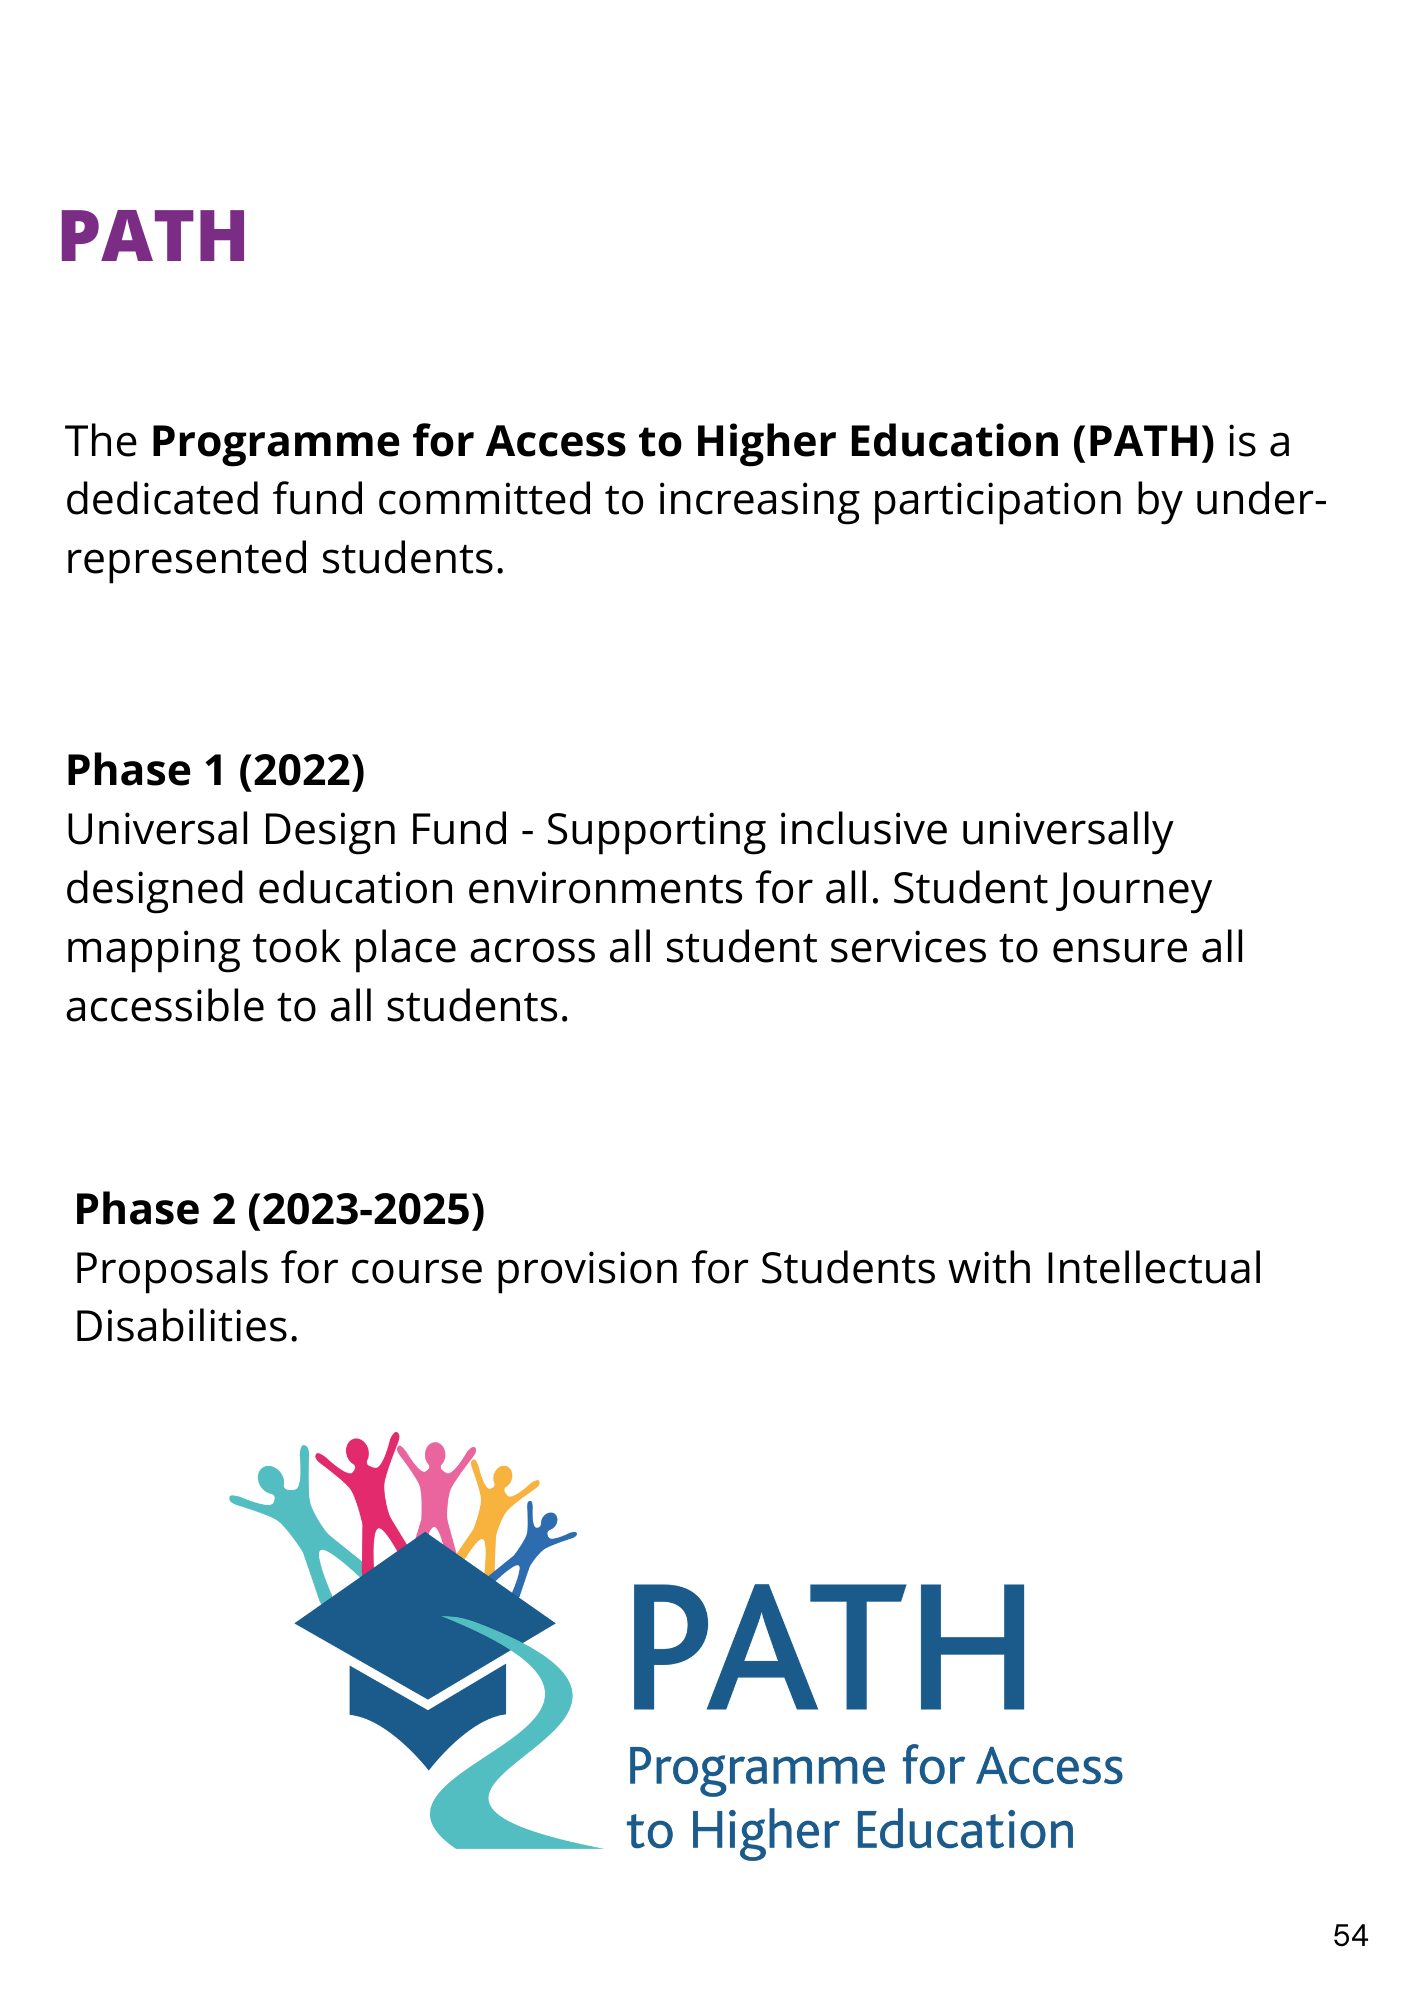 PATH
The Programme for Access to Higher Education (PATH) is a
dedicated fund committed to increasing participation by under-
represented students.
Phase 1 (2022)
Universal Design Fund - Supporting inclusive universally
designed education environments for all. Student Journey
mapping took place across all student services to ensure all
accessible to all students.
Phase 2 (2023-2025)
Proposals for course provision for Students with Intellectual
Disabilities.
PATH
Programme for Access
to Higher Education
54